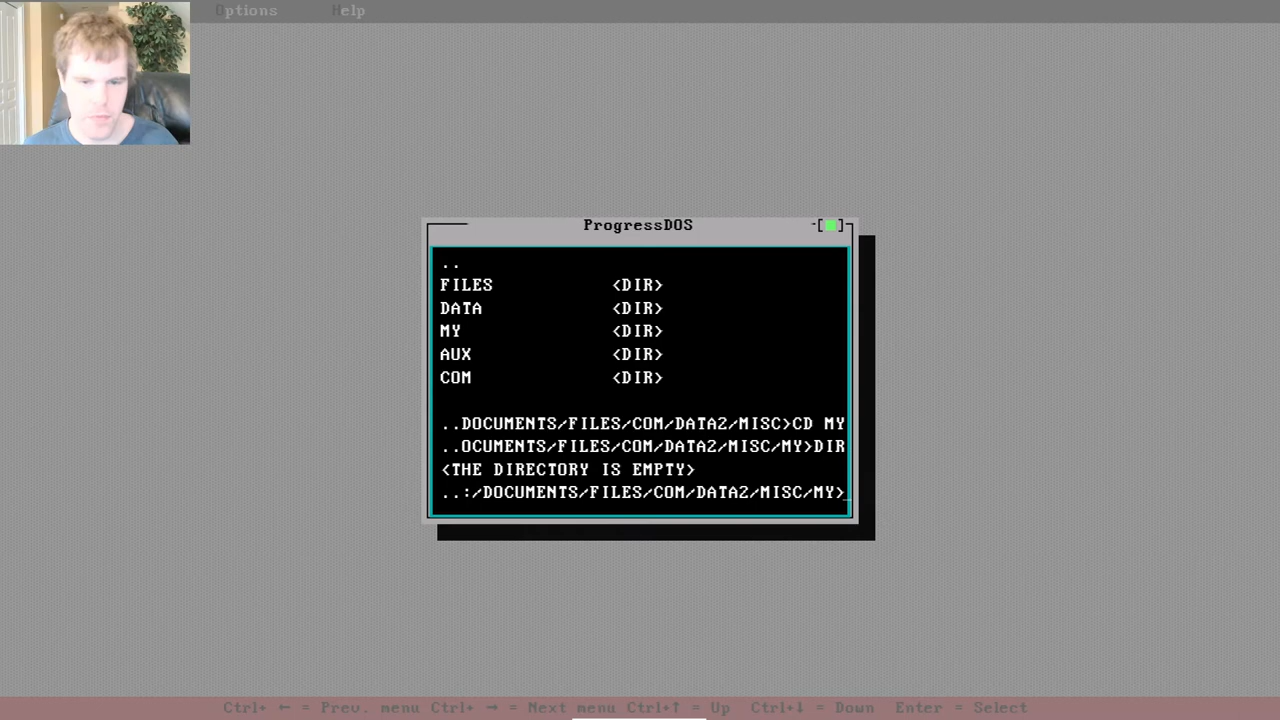 Options Help
ProgressDOS
[■]
..
FILES <DIR>
DATA <DIR>
MY <DIR>
AUX <DIR>
COM <DIR>
..DOCUMENTS/FILES/COM/DATA2/MISC>CD MY
..OCUMENTS/FILES/COM/DATA2/MISC/MY>DIR
<THE DIRECTORY IS EMPTY>
..:/DOCUMENTS/FILES/COM/DATA2/MISC/MY>_
Ctrl+ ← = Prev. menu Ctrl+ → = Next menu Ctrl+↑ = Up Ctrl+↓ = Down Enter = Select